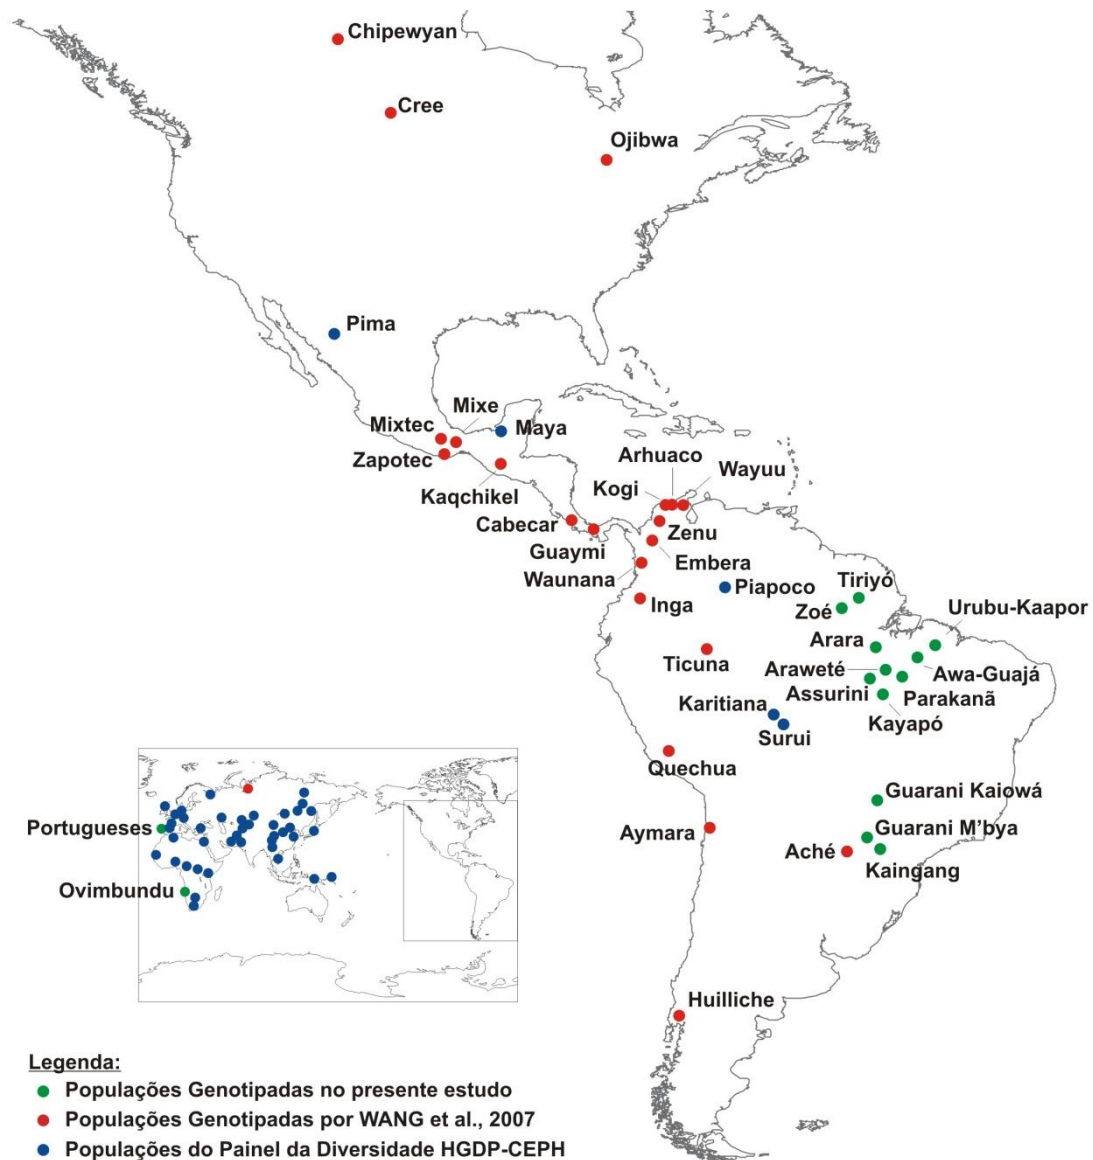 Chipewyan
Cree
Ojibwa
Pima
Mixe
Mixtec
Maya
Zapotec
Arhuaco
Wayuu
Kaqchikel
Kogi
Cabecar
Zenu
Guaymi
Embera
Waunana
Piapoco
Tiriyó
Inga
Zoé
Urubu-Kaapor
Arara
Ticuna
Araweté
Awa-Guajá
Assurini
Parakanã
Karitiana
Kayapó
Surui
Quechua
Guarani Kaiowá
Portugueses
Aymara
Guarani M'bya
Aché
Kaingang
Ovimbundu
Huilliche
Legenda:
Populações Genotipadas no presente estudo
Populações Genotipadas por WANG et al., 2007
Populações do Painel da Diversidade HGDP-CEPH